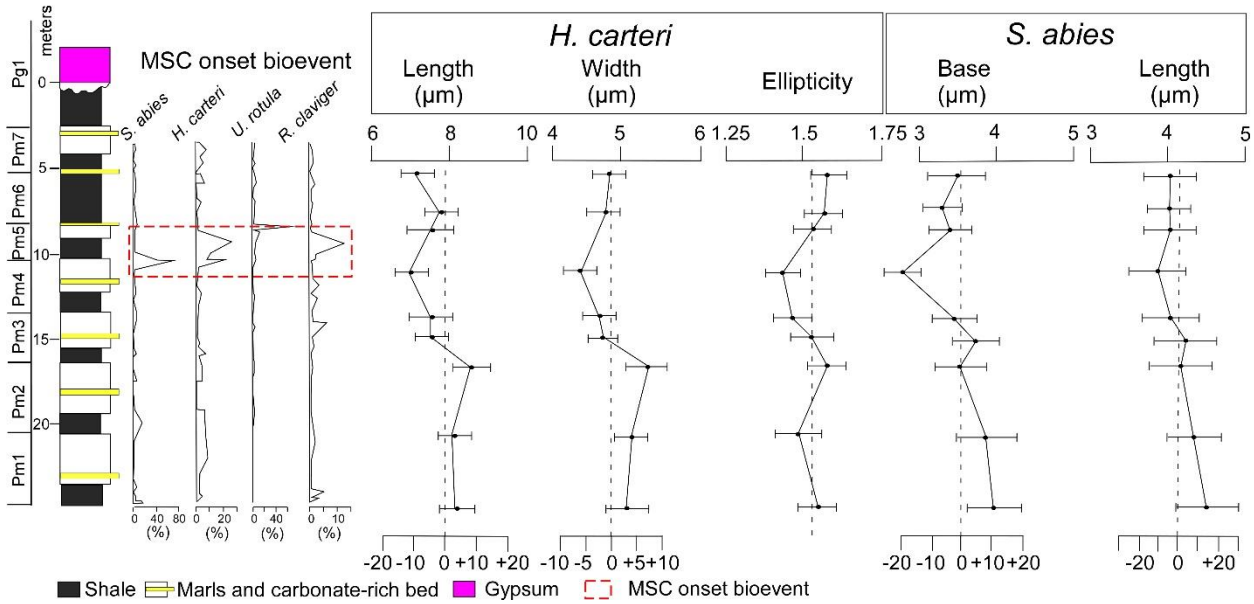 meters
Pg1
Pm7
Pm6
Pm5
Pm4
Pm3
Pm2
Pm1
0
5
10
15
20
MSC onset bioevent
S. abies
H. carteri
U. rotula
R. claviger
0 40 80
(%)
0 20
(%)
0 40
(%)
0 10
(%)
H. carteri
Length
(μm)
Width
(μm)
Ellipticity
6 8 10
4 5 6
1.25 1.5 1.75
S. abies
Base
(μm)
Length
(μm)
3 4 5
3 4 5
-20 -10 0 +10 +20
-10 -5 0 +5 +10
-20 -10 0 +10 +20
-20 0 +20
Shale
Marls and carbonate-rich bed
Gypsum
MSC onset bioevent